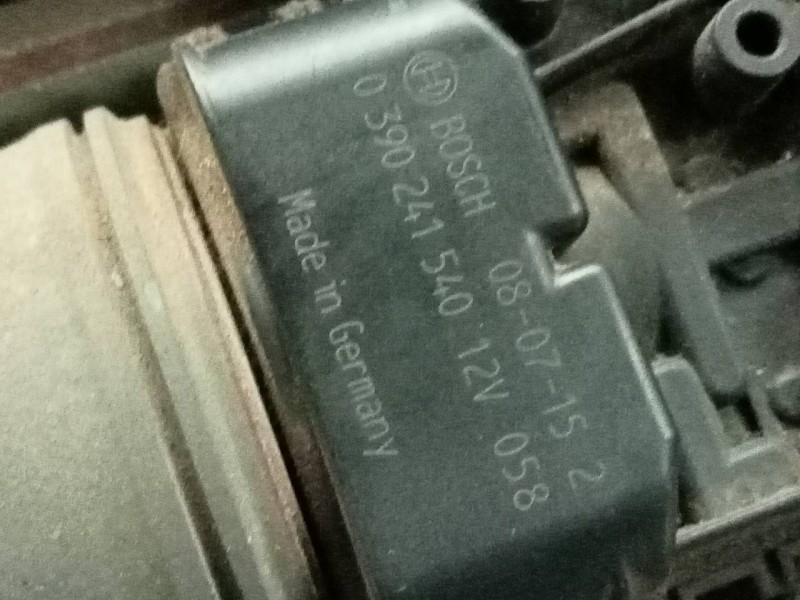 BOSCH 08-07-15 2
0 390 241 540 12V 058
Made in Germany